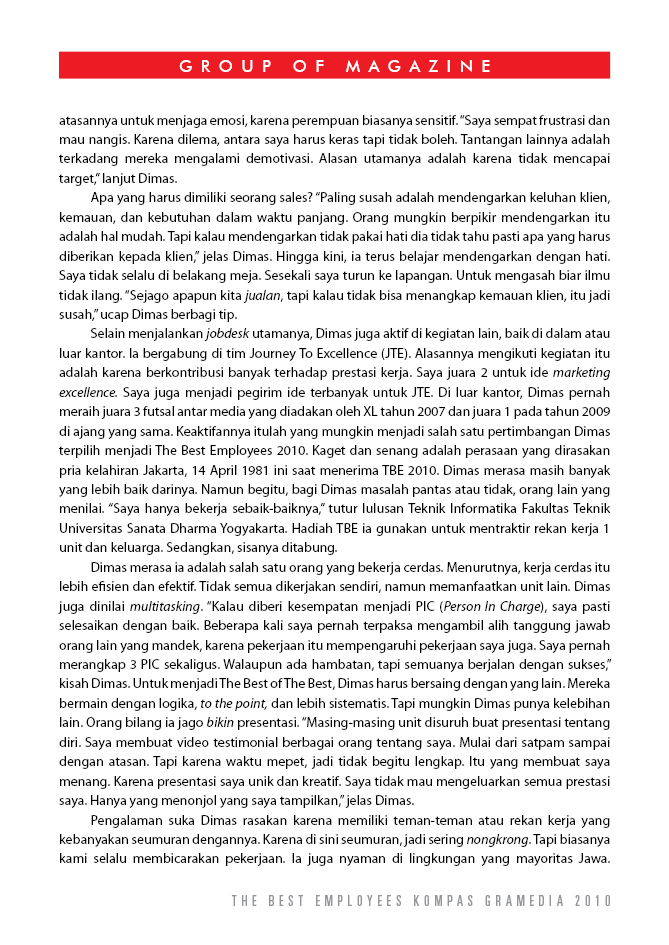 GROUP OF MAGAZINE
atasannya untuk menjaga emosi, karena perempuan biasanya sensitif. “Saya sempat frustrasi dan
mau nangis. Karena dilema, antara saya harus keras tapi tidak boleh. Tantangan lainnya adalah
terkadang mereka mengalami demotivasi. Alasan utamanya adalah karena tidak mencapai
target,” lanjut Dimas.
Apa yang harus dimiliki seorang sales? “Paling susah adalah mendengarkan keluhan klien,
kemauan, dan kebutuhan dalam waktu panjang. Orang mungkin berpikir mendengarkan itu
adalah hal mudah. Tapi kalau mendengarkan tidak pakai hati dia tidak tahu pasti apa yang harus
diberikan kepada klien,” jelas Dimas. Hingga kini, ia terus belajar mendengarkan dengan hati.
Saya tidak selalu di belakang meja. Sesekali saya turun ke lapangan. Untuk mengasah biar ilmu
tidak ilang. “Sejago apapun kita jualan, tapi kalau tidak bisa menangkap kemauan klien, itu jadi
susah,” ucap Dimas berbagi tip.
Selain menjalankan jobdesk utamanya, Dimas juga aktif di kegiatan lain, baik di dalam atau
luar kantor. Ia bergabung di tim Journey To Excellence (JTE). Alasannya mengikuti kegiatan itu
adalah karena berkontribusi banyak terhadap prestasi kerja. Saya juara 2 untuk ide marketing
excellence. Saya juga menjadi pegirim ide terbanyak untuk JTE. Di luar kantor, Dimas pernah
meraih juara 3 futsal antar media yang diadakan oleh XL tahun 2007 dan juara 1 pada tahun 2009
di ajang yang sama. Keaktifannya itulah yang mungkin menjadi salah satu pertimbangan Dimas
terpilih menjadi The Best Employees 2010. Kaget dan senang adalah perasaan yang dirasakan
pria kelahiran Jakarta, 14 April 1981 ini saat menerima TBE 2010. Dimas merasa masih banyak
yang lebih baik darinya. Namun begitu, bagi Dimas masalah pantas atau tidak, orang lain yang
menilai. “Saya hanya bekerja sebaik-baiknya,” tutur lulusan Teknik Informatika Fakultas Teknik
Universitas Sanata Dharma Yogyakarta. Hadiah TBE ia gunakan untuk mentraktir rekan kerja 1
unit dan keluarga. Sedangkan, sisanya ditabung.
Dimas merasa ia adalah salah satu orang yang bekerja cerdas. Menurutnya, kerja cerdas itu
lebih efisien dan efektif. Tidak semua dikerjakan sendiri, namun memanfaatkan unit lain. Dimas
juga dinilai multitasking. “Kalau diberi kesempatan menjadi PIC (Person In Charge), saya pasti
selesaikan dengan baik. Beberapa kali saya pernah terpaksa mengambil alih tanggung jawab
orang lain yang mandek, karena pekerjaan itu mempengaruhi pekerjaan saya juga. Saya pernah
merangkap 3 PIC sekaligus. Walaupun ada hambatan, tapi semuanya berjalan dengan sukses,”
kisah Dimas. Untuk menjadi The Best of The Best, Dimas harus bersaing dengan yang lain. Mereka
bermain dengan logika, to the point, dan lebih sistematis. Tapi mungkin Dimas punya kelebihan
lain. Orang bilang ia jago bikin presentasi. “Masing-masing unit disuruh buat presentasi tentang
diri. Saya membuat video testimonial berbagai orang tentang saya. Mulai dari satpam sampai
dengan atasan. Tapi karena waktu mepet, jadi tidak begitu lengkap. Itu yang membuat saya
menang. Karena presentasi saya unik dan kreatif. Saya tidak mau mengeluarkan semua prestasi
saya. Hanya yang menonjol yang saya tampilkan,” jelas Dimas.
Pengalaman suka Dimas rasakan karena memiliki teman-teman atau rekan kerja yang
kebanyakan seumuran dengannya. Karena di sini seumuran, jadi sering nongkrong. Tapi biasanya
kami selalu membicarakan pekerjaan. Ia juga nyaman di lingkungan yang mayoritas Jawa.
THE BEST EMPLOYEES KOMPAS GRAMEDIA 2010